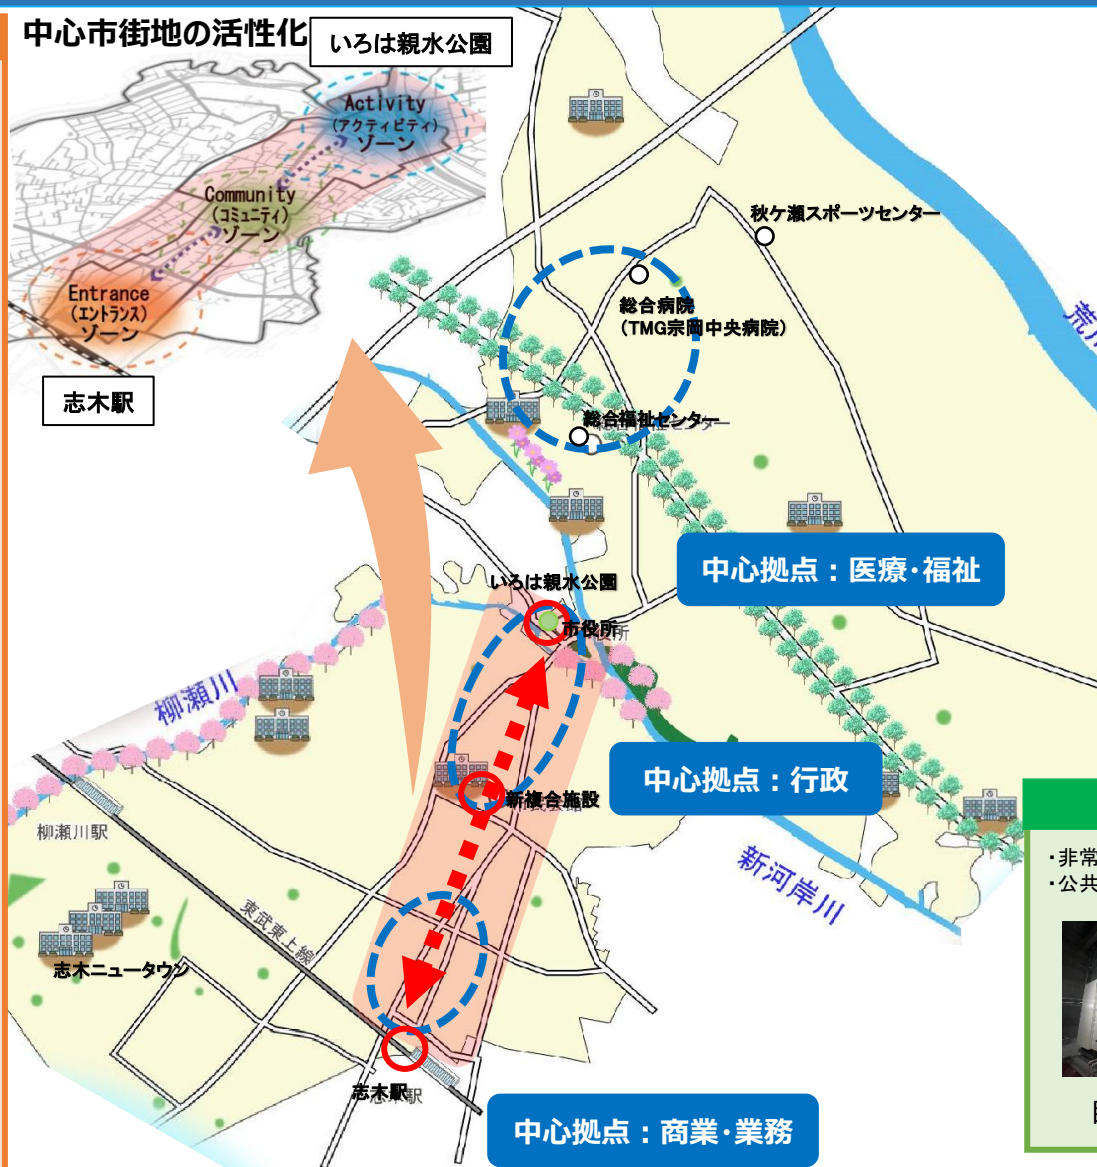 中心市街地の活性化
いろは親水公園
Activity
(アクティビティ)
ゾーン
Community
(コミュニティ)
ゾーン
Entrance
(エントランス)
ゾーン
志木駅
秋ケ瀬スポーツセンター
総合病院
(TMG宗岡中央病院)
荒川
総合福祉センター
中心拠点：医療・福祉
いろは親水公園
市役所
柳瀬川
中心拠点：行政
新複合施設
柳瀬川駅
新河岸川
・非常
・公共
東武東上線
志木ニュータウン
志木駅
中心拠点：商業・業務